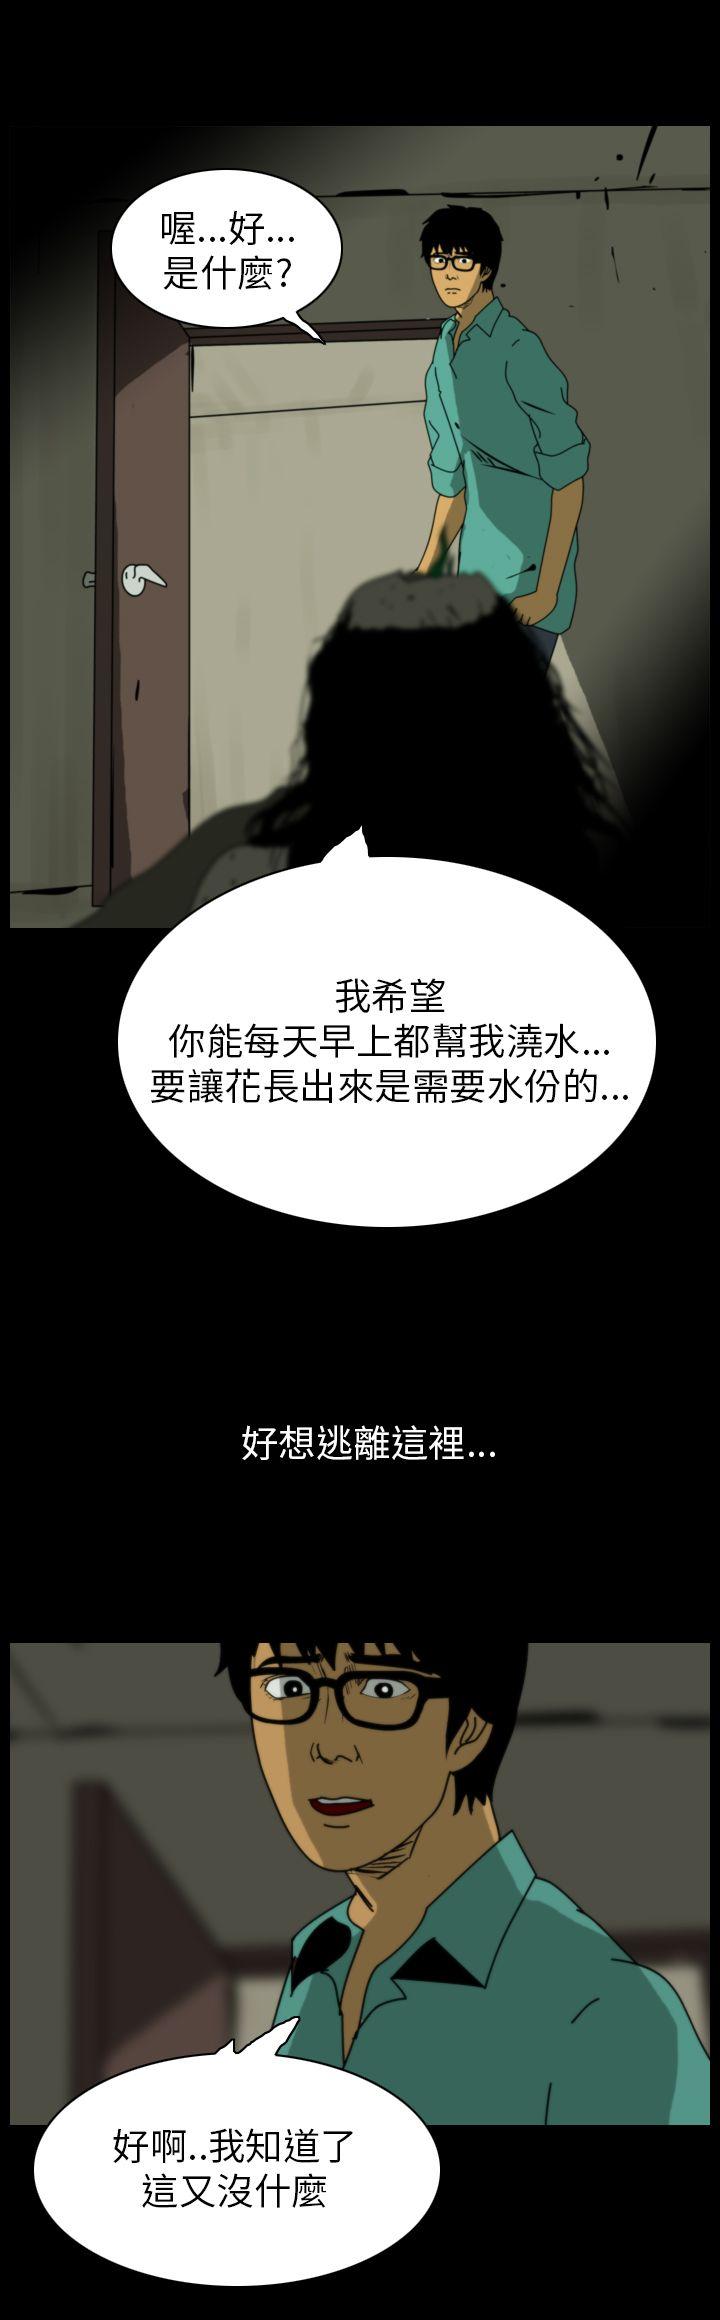 喔...好...
是什麼?
我希望
你能每天早上都幫我澆水...
要讓花長出來是需要水份的...
好想逃離這裡...
好啊..我知道了
這又沒什麼